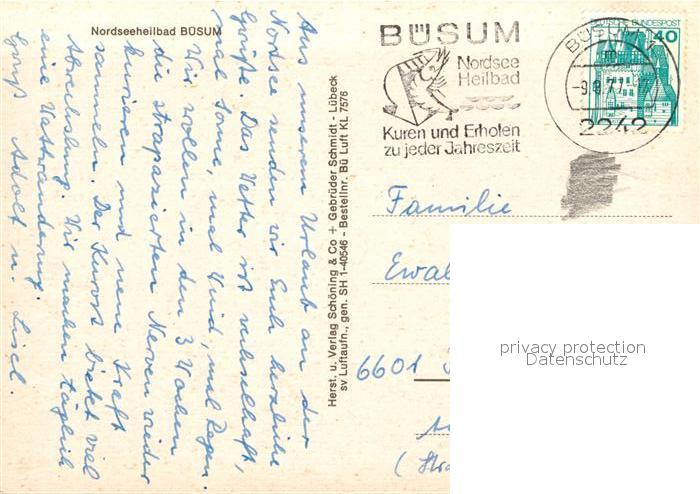 Nordseeheilbad BÜSUM
Aus unserem Urlaub an der
Nordsee senden wir Euch herzliche
Grüße. Das Wetter ist wechselhaft,
mal Sonne, mal Wind, mal Regen.
Wir wollen in den 3 Wochen
die strapazierten Nerven wieder
kurieren und neue Kraft
sammeln. Der Kurort bietet viel
Abwechslung. Wir machen täglich
eine Wattwanderung.
Gruß Adolf u. Lisel.
Herst. u. Verlag Schöning & Co + Gebrüder Schmidt - Lübeck
sv Luftaufn., gen. SH 1-40546 - Bestellnr. Bü Luft KL 7576
BÜSUM
Nordsee
Heilbad
Kuren und Erholen
zu jeder Jahreszeit
DEUTSCHE BUNDESPOST
40
BÜSUM 1
m
2242
Familie
Ewal
6601
privacy protection
Datenschutz